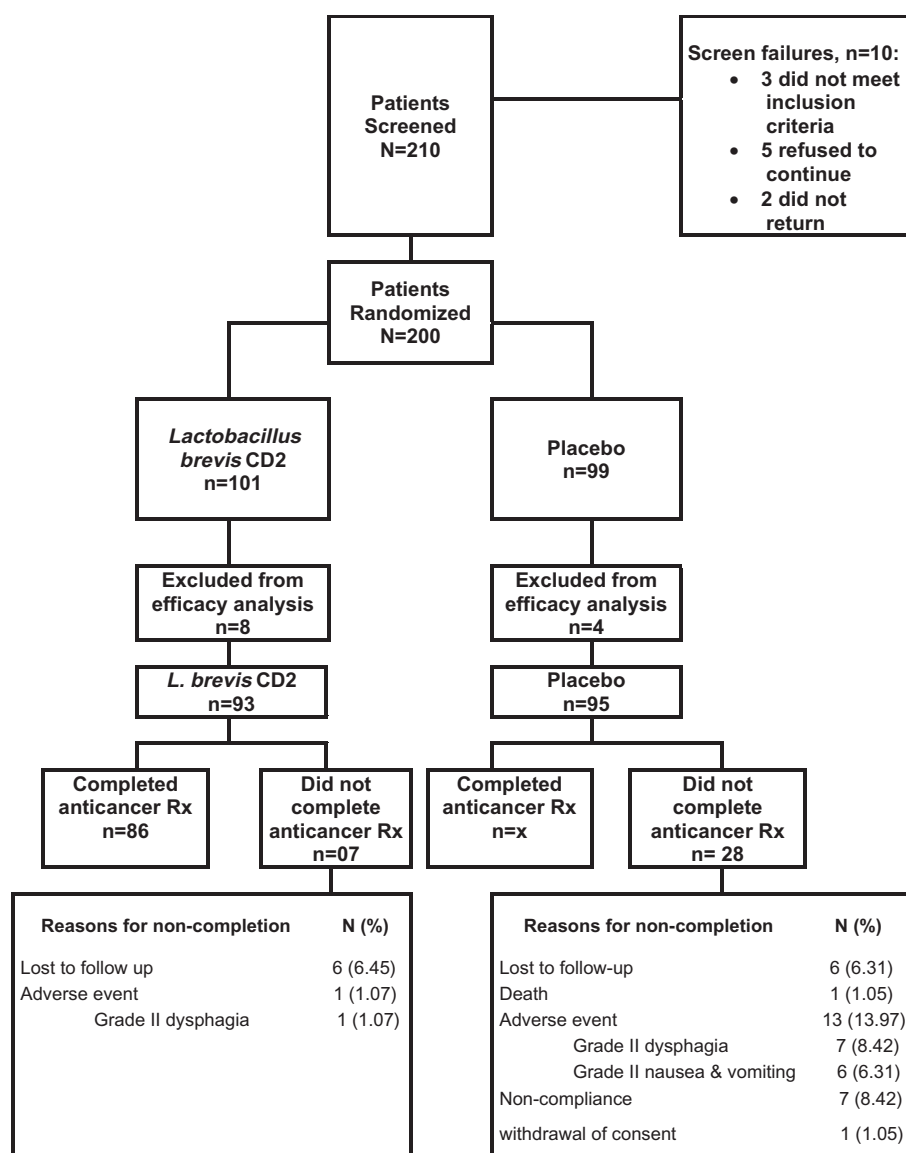 Patients
Screened
N=210
Screen failures, n=10:
• 3 did not meet
inclusion
criteria
• 5 refused to
continue
• 2 did not
return
Patients
Randomized
N=200
Lactobacillus
brevis CD2
n=101
Placebo
n=99
Excluded from
efficacy analysis
n=8
Excluded from
efficacy analysis
n=4
L. brevis CD2
n=93
Placebo
n=95
Completed
anticancer Rx
n=86
Did not
complete
anticancer Rx
n=07
Completed
anticancer Rx
n=x
Did not
complete
anticancer Rx
n= 28
Reasons for non-completion N (%)
Lost to follow up 6 (6.45)
Adverse event 1 (1.07)
Grade II dysphagia 1 (1.07)
Reasons for non-completion N (%)
Lost to follow-up 6 (6.31)
Death 1 (1.05)
Adverse event 13 (13.97)
Grade II dysphagia 7 (8.42)
Grade II nausea & vomiting 6 (6.31)
Non-compliance 7 (8.42)
withdrawal of consent 1 (1.05)